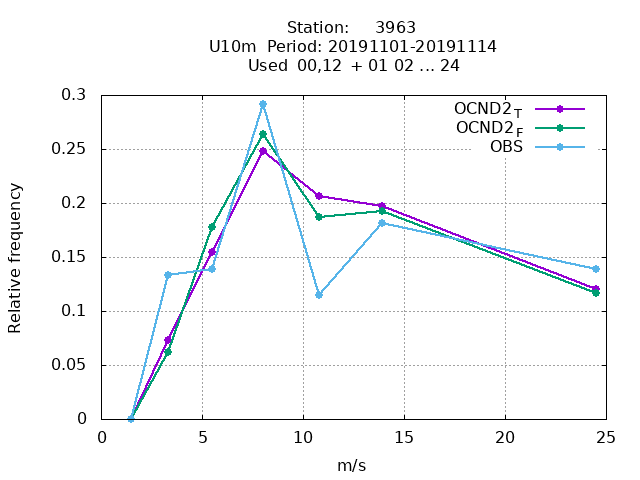 Station: 3963
U10m Period: 20191101-20191114
Used 00,12 + 01 02 ... 24
0.3
0.25
0.2
0.15
0.1
0.05
0
Relative frequency
OCND2T
OCND2F
OBS
0 5 10 15 20 25
m/s